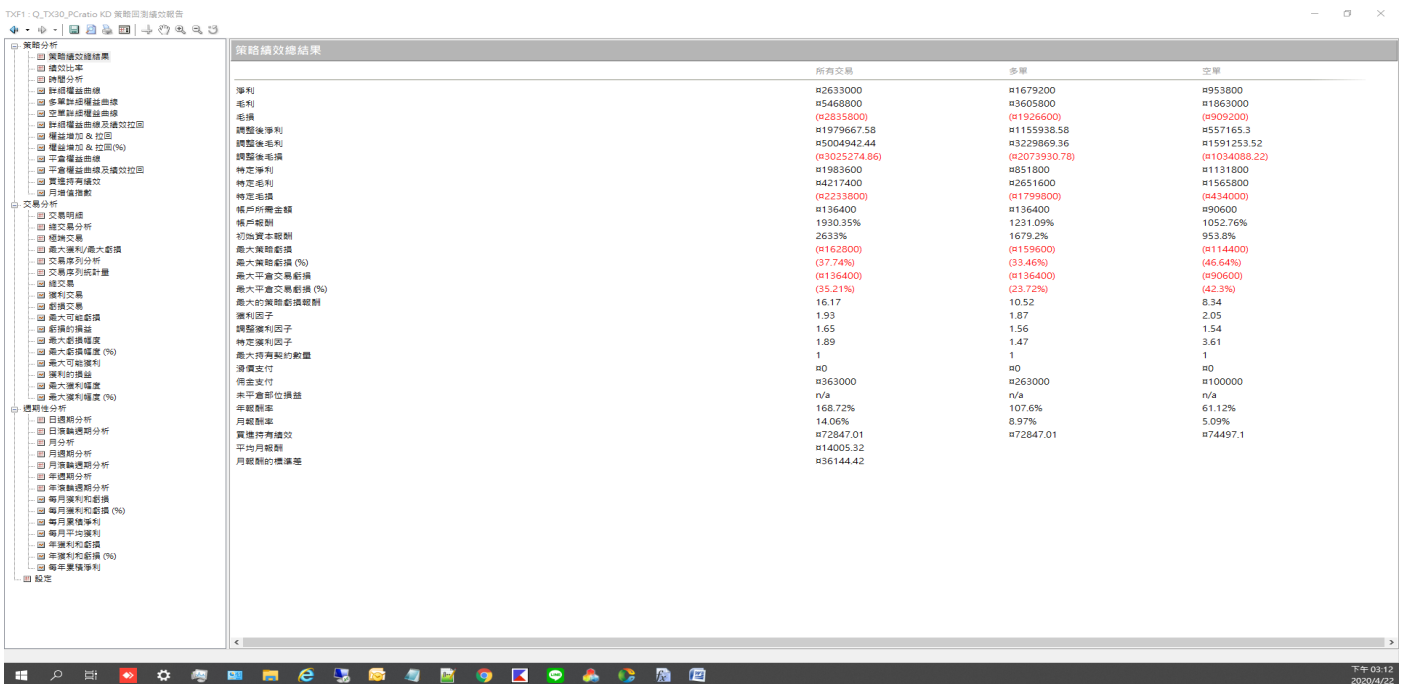 TXF1 : Q_TX30_PCratio KD 策略回測績效報告
策略分析
策略績效總結果
績效比率
時間分析
詳細權益曲線
多單詳細權益曲線
空單詳細權益曲線
詳細權益曲線及績效拉回
權益增加 & 拉回
權益增加 & 拉回(%)
平倉權益曲線
平倉權益曲線及績效拉回
買進持有績效
月增值指數
交易分析
交易明細
總交易分析
極端交易
最大獲利/最大虧損
交易序列分析
交易序列統計量
總交易
獲利交易
虧損交易
最大可能虧損
虧損的損益
最大虧損幅度
最大虧損幅度 (%)
最大可能獲利
獲利的損益
最大獲利幅度
最大獲利幅度 (%)
週期性分析
日週期分析
日滾輪週期分析
月分析
月週期分析
月滾輪週期分析
年週期分析
年滾輪週期分析
每月獲利和虧損
每月獲利和虧損 (%)
每月累積淨利
每月平均獲利
年獲利和虧損
年獲利和虧損 (%)
每年累積淨利
設定
策略績效總結果
所有交易 多單 空單
淨利 ¤2633000 ¤1679200 ¤953800
毛利 ¤5468800 ¤3605800 ¤1863000
毛損 (¤2835800) (¤1926600) (¤909200)
調整後淨利 ¤1979667.58 ¤1155938.58 ¤557165.3
調整後毛利 ¤5004942.44 ¤3229869.36 ¤1591253.52
調整後毛損 (¤3025274.86) (¤2073930.78) (¤1034088.22)
特定淨利 ¤1983600 ¤851800 ¤1131800
特定毛利 ¤4217400 ¤2651600 ¤1565800
特定毛損 (¤2233800) (¤1799800) (¤434000)
帳戶所需金額 ¤136400 ¤136400 ¤90600
帳戶報酬 1930.35% 1231.09% 1052.76%
初始資本報酬 2633% 1679.2% 953.8%
最大策略虧損 (¤162800) (¤159600) (¤114400)
最大策略虧損 (%) (37.74%) (33.46%) (46.64%)
最大平倉交易虧損 (¤136400) (¤136400) (¤90600)
最大平倉交易虧損 (%) (35.21%) (23.72%) (42.3%)
最大的策略虧損報酬 16.17 10.52 8.34
獲利因子 1.93 1.87 2.05
調整獲利因子 1.65 1.56 1.54
特定獲利因子 1.89 1.47 3.61
最大持有契約數量 1 1 1
滑價支付 ¤0 ¤0 ¤0
佣金支付 ¤363000 ¤263000 ¤100000
未平倉部位損益 n/a n/a n/a
年報酬率 168.72% 107.6% 61.12%
月報酬率 14.06% 8.97% 5.09%
買進持有績效 ¤72847.01 ¤72847.01 ¤74497.1
平均月報酬 ¤14005.32
月報酬的標準差 ¤36144.42
下午 03:12
2020/4/22